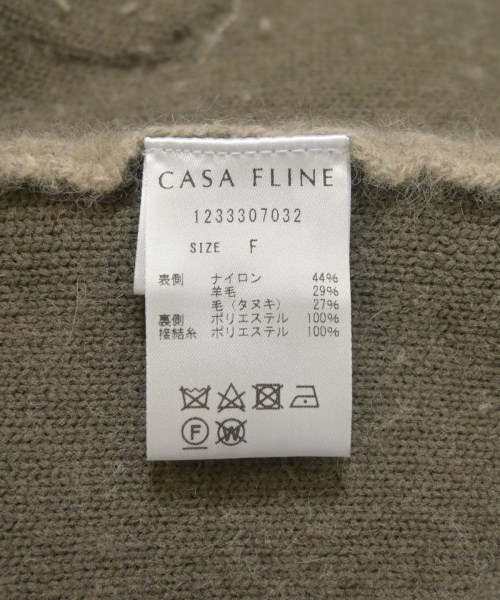 CASA FLINE
1233307032
SIZE F
表側 ナイロン 44%
羊毛 29%
毛（タヌキ） 27%
裏側 ポリエステル 100%
接結糸 ポリエステル 100%
F W